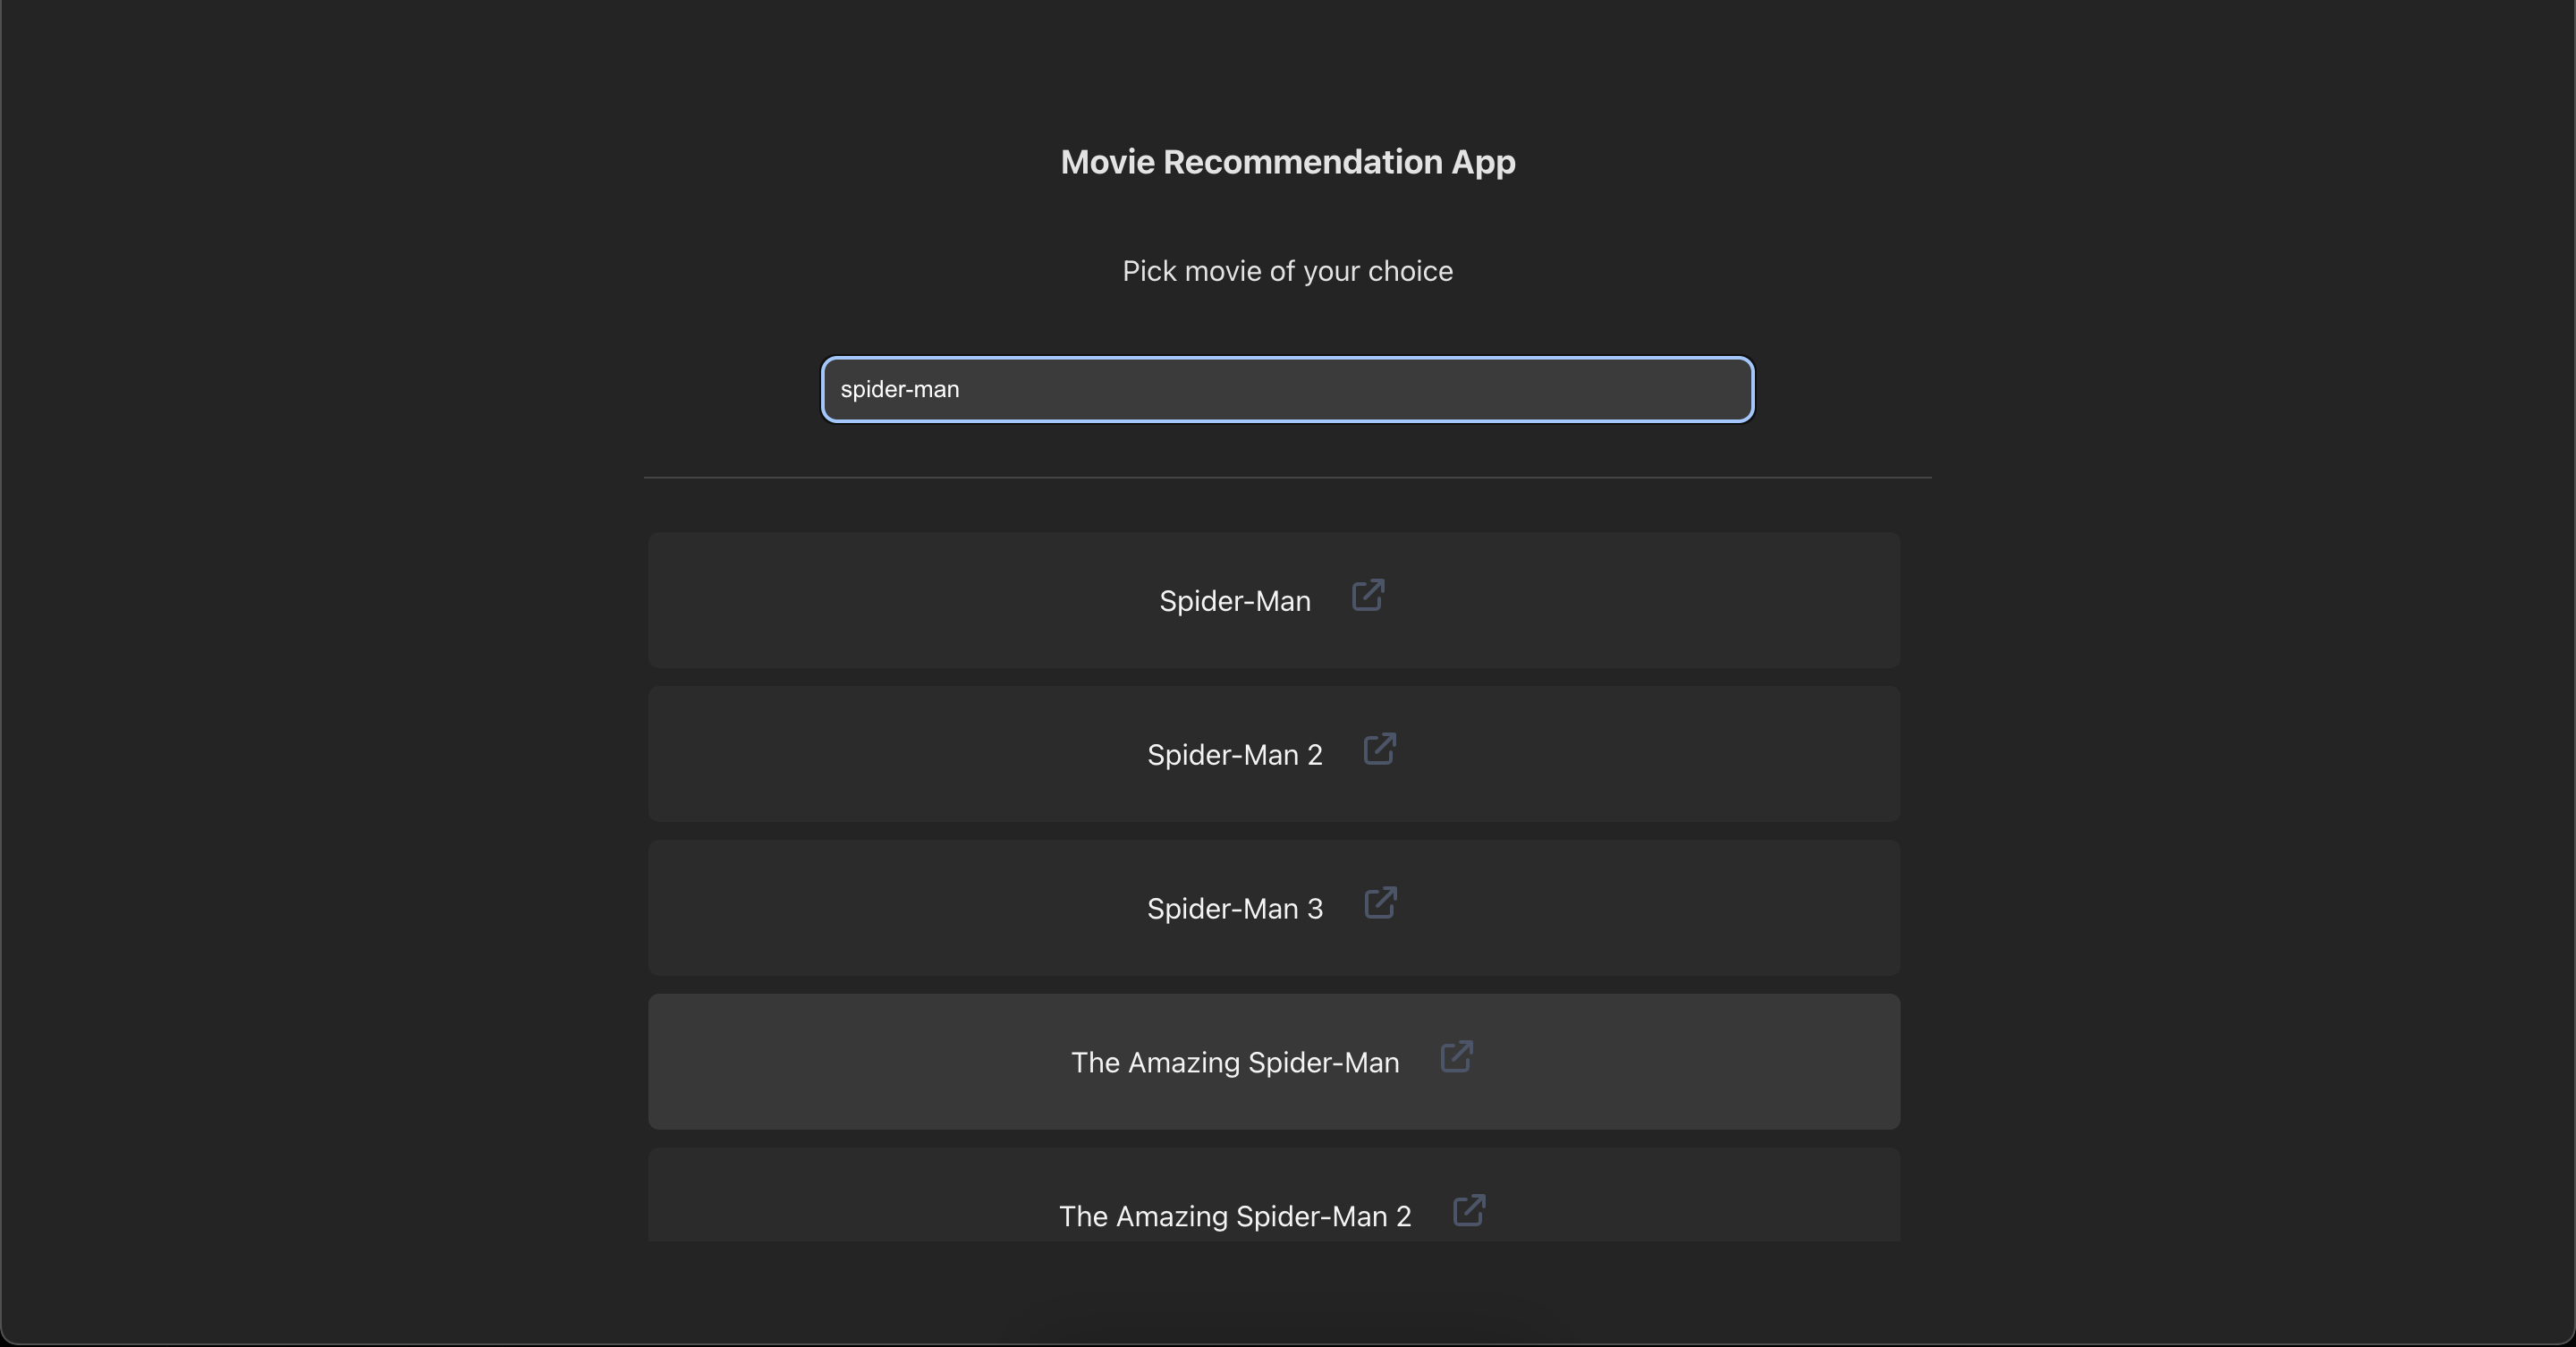 Movie Recommendation App
Pick movie of your choice
spider-man
Spider-Man
Spider-Man 2
Spider-Man 3
The Amazing Spider-Man
The Amazing Spider-Man 2